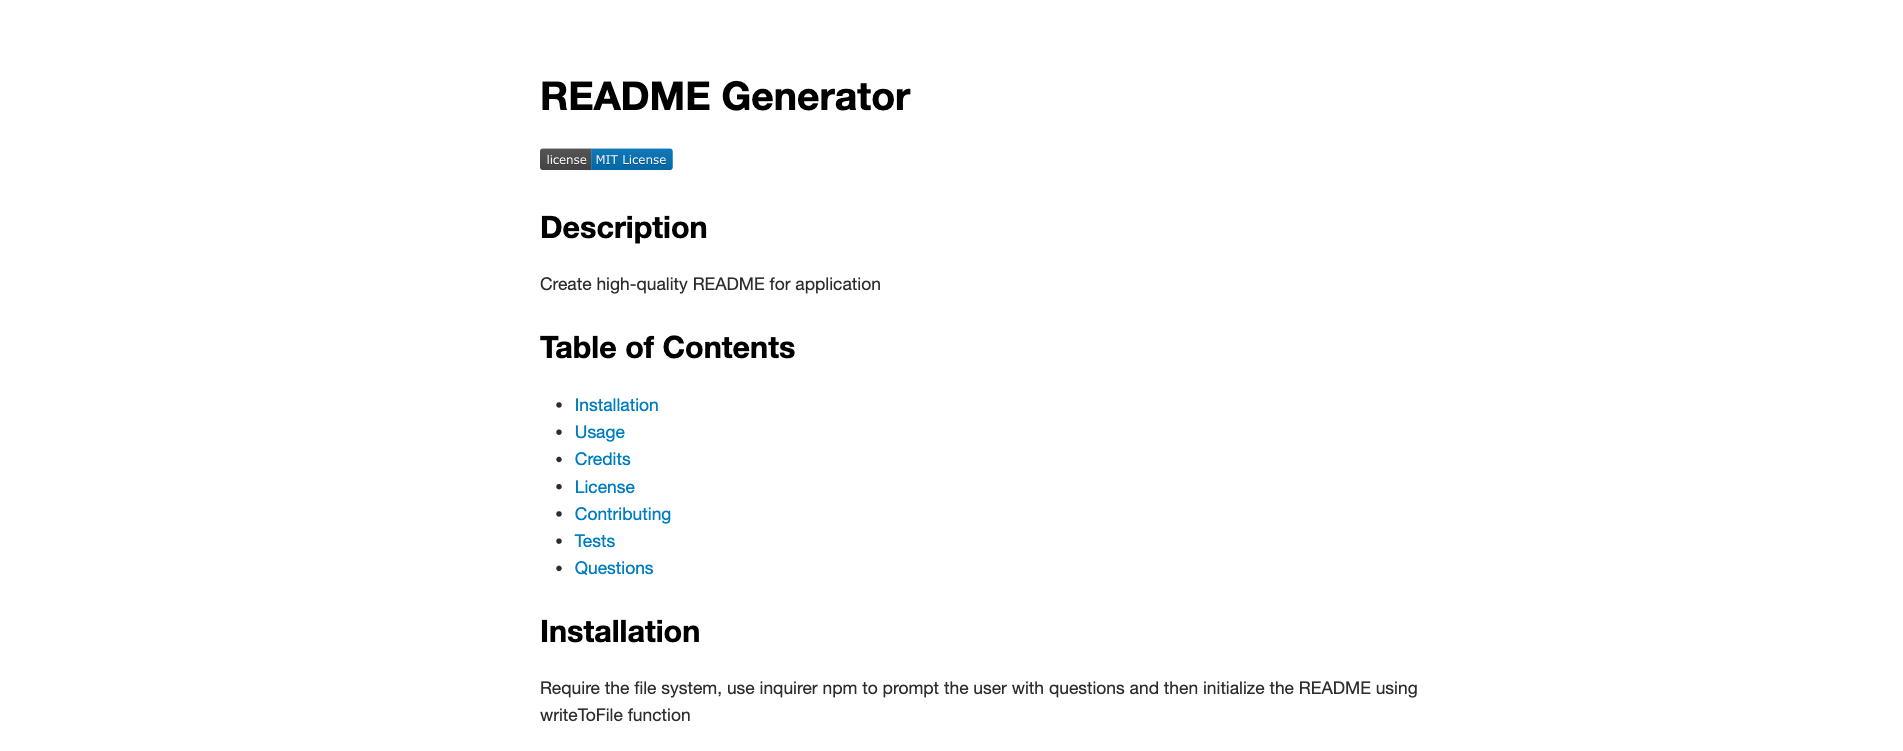 README Generator
license MIT License
Description
Create high-quality README for application
Table of Contents
Installation
Usage
Credits
License
Contributing
Tests
Questions
Installation
Require the file system, use inquirer npm to prompt the user with questions and then initialize the README using
writeToFile function